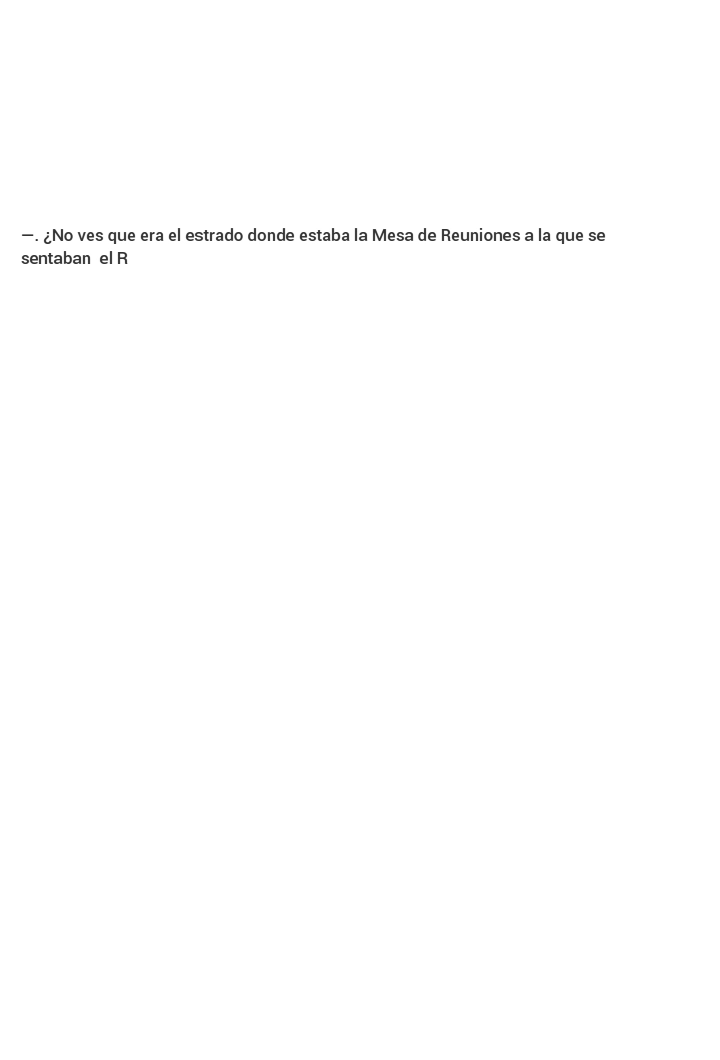 —. ¿No ves que era el estrado donde estaba la Mesa de Reuniones a la que se
sentaban  el R